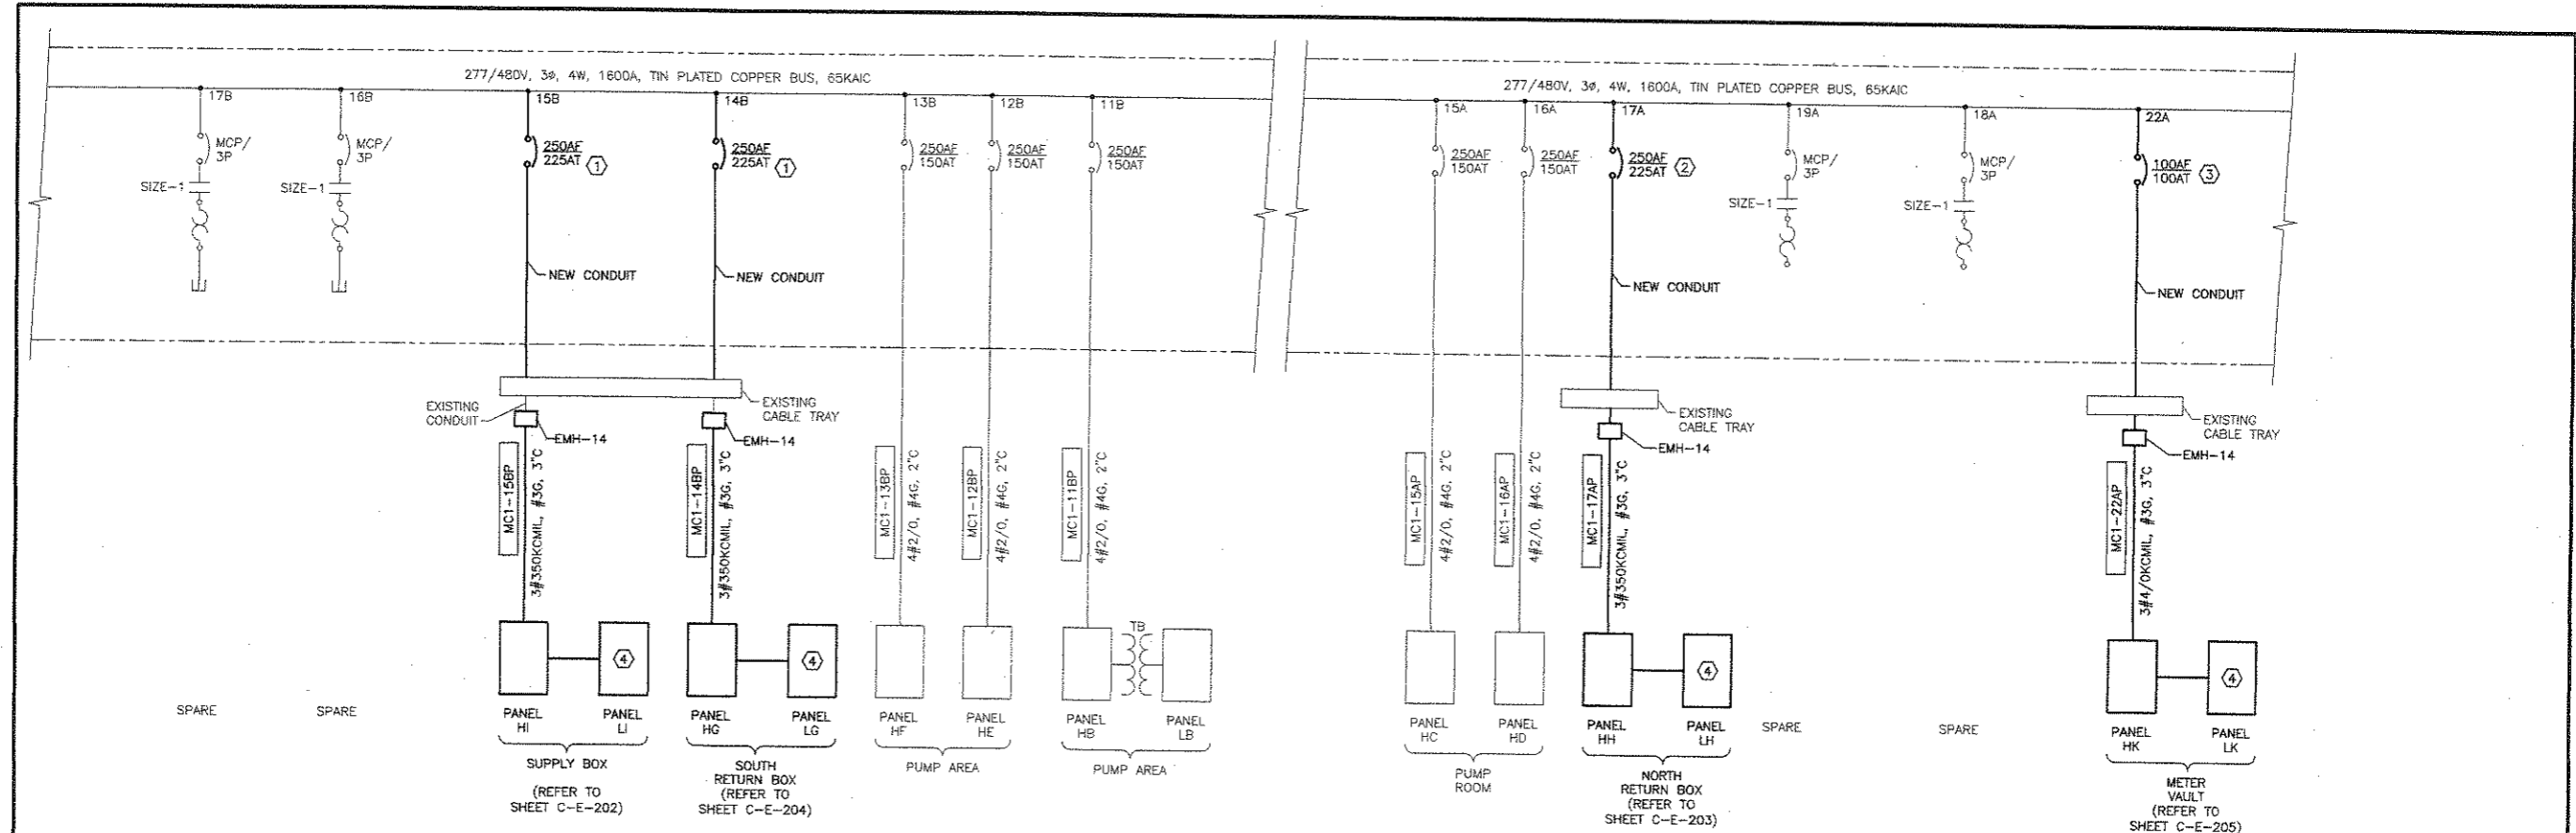 277/480V, 3ø, 4W, 1600A, TIN PLATED COPPER BUS, 65KAIC
17B
16B
15B
14B
13B
12B
11B
MCP/
3P
SIZE-1
MCP/
3P
SIZE-1
250AF
225AT
1
250AF
225AT
1
250AF
150AT
250AF
150AT
250AF
150AT
NEW CONDUIT
NEW CONDUIT
EXISTING
CONDUIT
EXISTING
CABLE TRAY
EMH-14
EMH-14
MC1-15BP
3#350KCMIL, #3G, 3"C
MC1-14BP
3#350KCMIL, #3G, 3"C
MC1-13BP
4#2/0, #4G, 2"C
MC1-12BP
4#2/0, #4G, 2"C
MC1-11BP
4#2/0, #4G, 2"C
4
4
TB
SPARE
SPARE
PANEL
HI
PANEL
LI
PANEL
HG
PANEL
LG
PANEL
HF
PANEL
HE
PANEL
HB
PANEL
LB
SUPPLY BOX
(REFER TO
SHEET C-E-202)
SOUTH
RETURN BOX
(REFER TO
SHEET C-E-204)
PUMP AREA
PUMP AREA
277/480V, 3ø, 4W, 1600A, TIN PLATED COPPER BUS, 65KAIC
15A
16A
17A
19A
18A
22A
250AF
150AT
250AF
150AT
250AF
225AT
2
MCP/
3P
SIZE-1
MCP/
3P
SIZE-1
100AF
100AT
3
NEW CONDUIT
NEW CONDUIT
EXISTING
CABLE TRAY
EMH-14
EXISTING
CABLE TRAY
EMH-14
MC1-15AP
4#2/0, #4G, 2"C
MC1-16AP
4#2/0, #4G, 2"C
MC1-17AP
3#350KCMIL, #3G, 3"C
MC1-22AP
3#4/0KCMIL, #3G, 3"C
4
4
PANEL
HC
PANEL
HD
PANEL
HH
PANEL
LH
SPARE
SPARE
PANEL
HK
PANEL
LK
PUMP
ROOM
NORTH
RETURN BOX
(REFER TO
SHEET C-E-203)
METER
VAULT
(REFER TO
SHEET C-E-205)